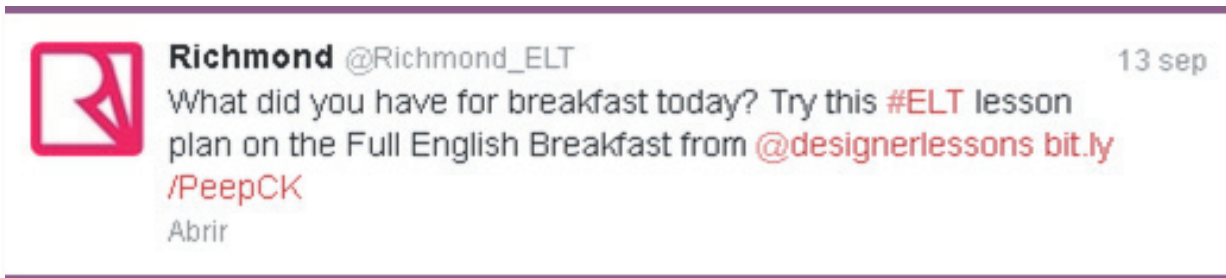 Richmond @Richmond_ELT 13 sep
What did you have for breakfast today? Try this #ELT lesson
plan on the Full English Breakfast from @designerlessons bit.ly
/PeepCK
Abrir